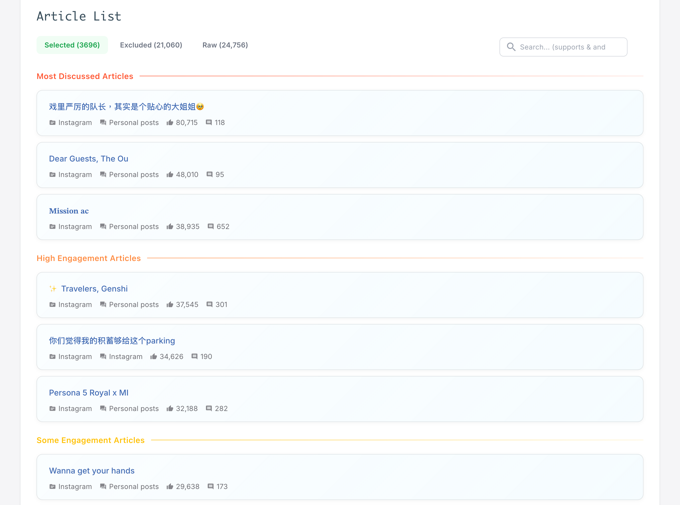 Article List
Selected (3696) Excluded (21,060) Raw (24,756)
Search... (supports & and
Most Discussed Articles
戏里严厉的队长，其实是个贴心的大姐姐🥹
Instagram Personal posts 80,715 118
Dear Guests, The Ou
Instagram Personal posts 48,010 95
𝐌𝐢𝐬𝐬𝐢𝐨𝐧 𝐚𝐜
Instagram Personal posts 38,935 652
High Engagement Articles
✨ Travelers, Genshi
Instagram Personal posts 37,545 301
你们觉得我的积蓄够给这个parking
Instagram Instagram 34,626 190
Persona 5 Royal x MI
Instagram Personal posts 32,188 282
Some Engagement Articles
Wanna get your hands
Instagram Personal posts 29,638 173